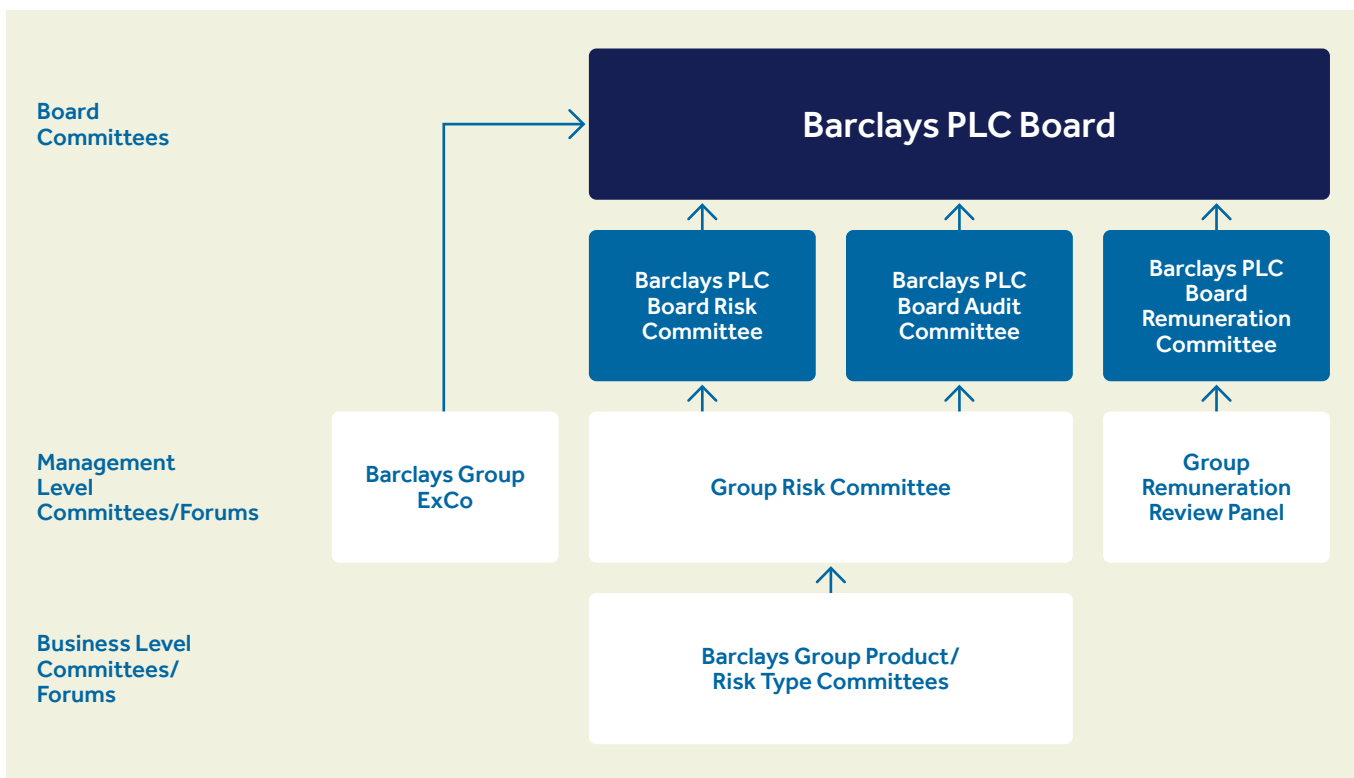 Board
Committees
Barclays PLC Board
Barclays PLC
Board Risk
Committee
Barclays PLC
Board Audit
Committee
Barclays PLC
Board
Remuneration
Committee
Management
Level
Committees/Forums
Barclays Group
ExCo
Group Risk Committee
Group
Remuneration
Review Panel
Business Level
Committees/
Forums
Barclays Group Product/
Risk Type Committees